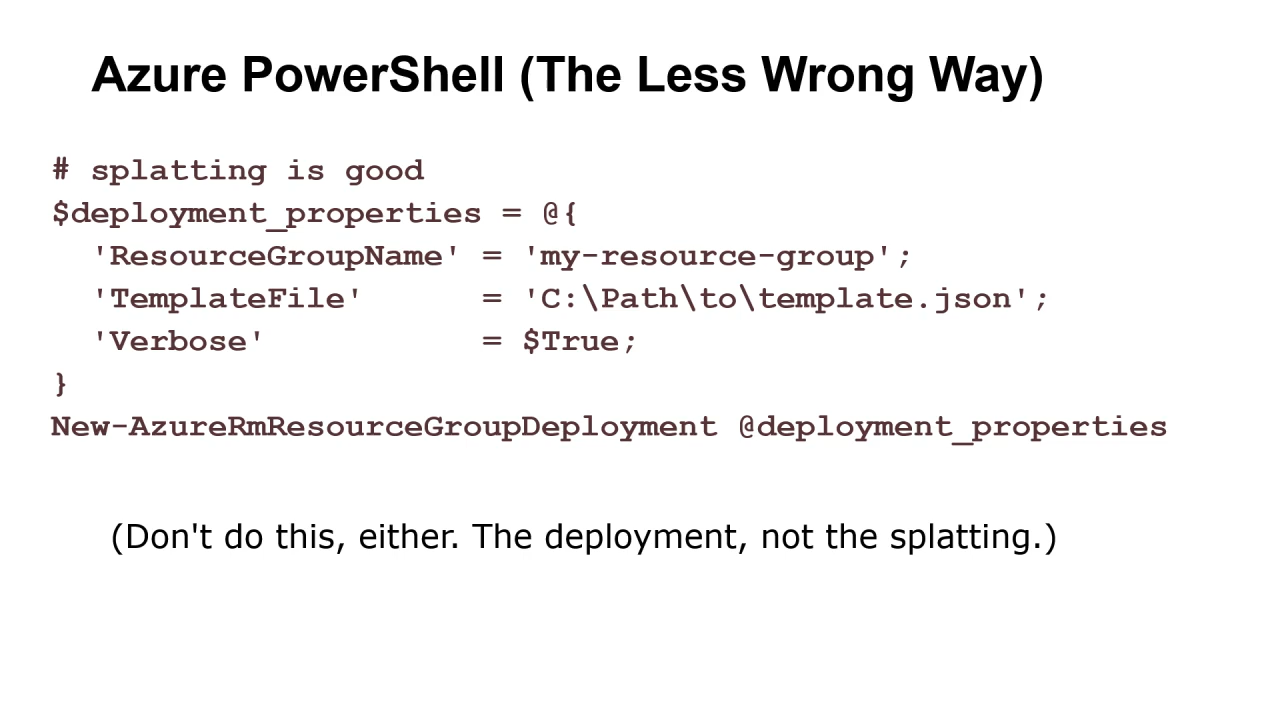 Azure PowerShell (The Less Wrong Way)
# splatting is good
$deployment_properties = @{
  'ResourceGroupName' = 'my-resource-group';
  'TemplateFile'      = 'C:\Path\to\template.json';
  'Verbose'           = $True;
}
New-AzureRmResourceGroupDeployment @deployment_properties
(Don't do this, either. The deployment, not the splatting.)